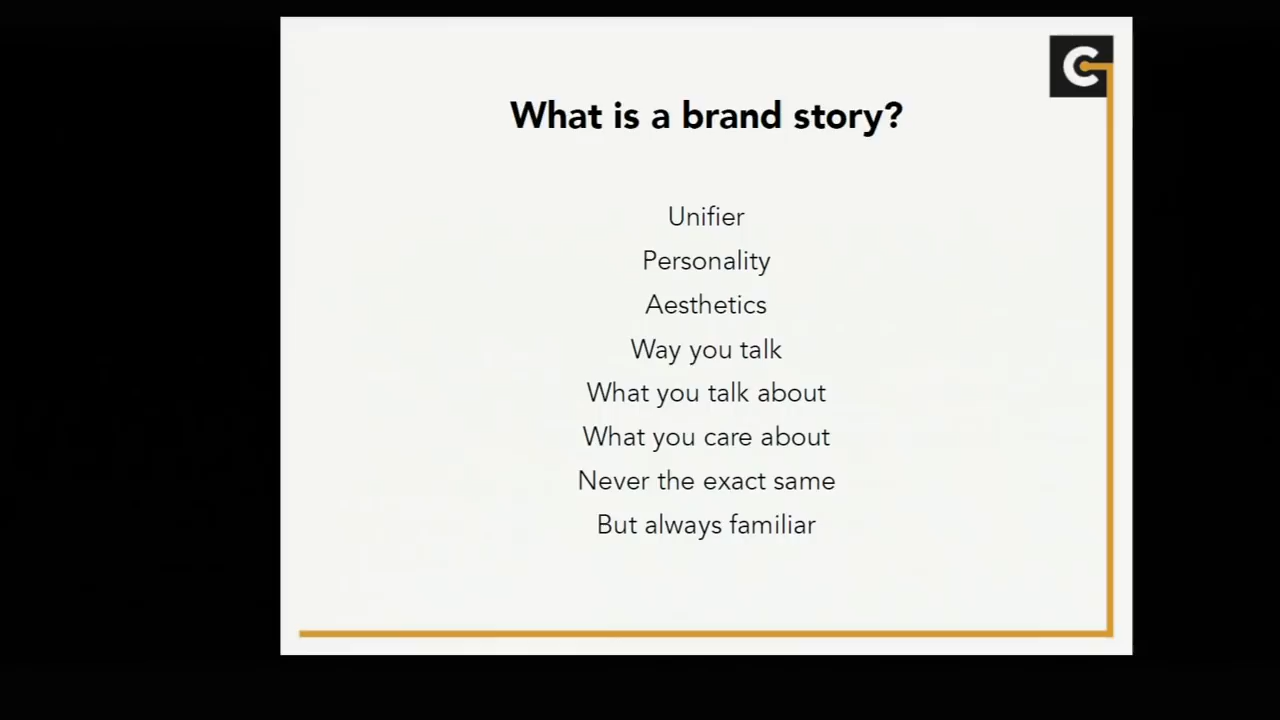 C
What is a brand story?
Unifier
Personality
Aesthetics
Way you talk
What you talk about
What you care about
Never the exact same
But always familiar